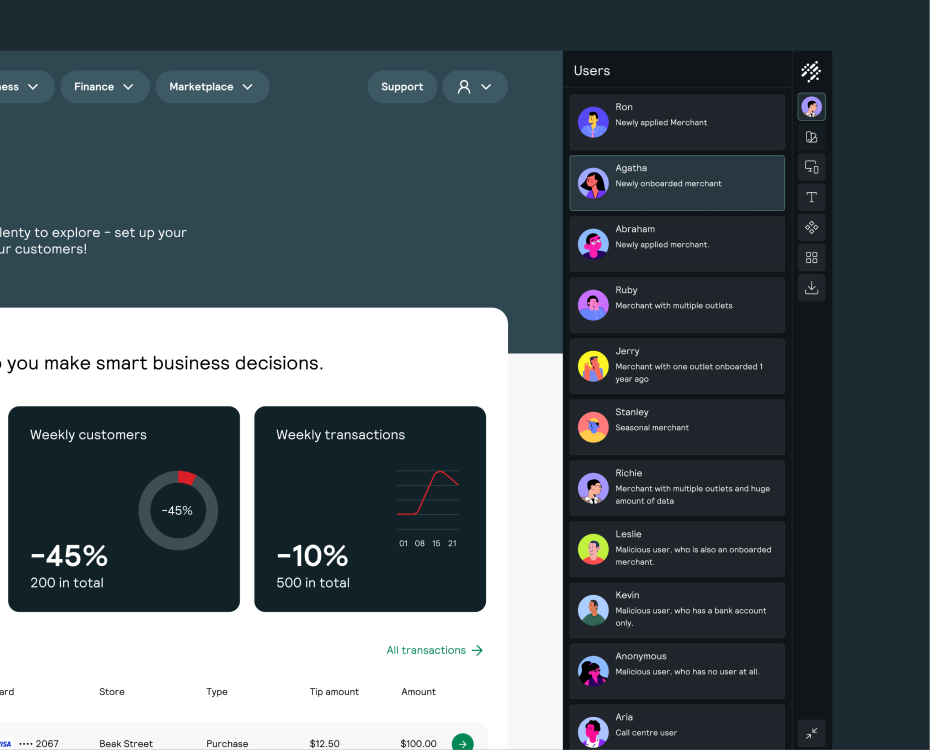 Finance
Marketplace
Support
lenty to explore - set up your
ur customers!
you make smart business decisions.
Weekly customers
-45%
-45%
200 in total
Weekly transactions
01 08 15 21
-10%
500 in total
All transactions
Store Type Tip amount Amount
VISA •••• 2067 Beak Street Purchase $12.50 $100.00
Users
Ron
Newly applied Merchant
Agatha
Newly onboarded merchant
Abraham
Newly applied merchant.
Ruby
Merchant with multiple outlets
Jerry
Merchant with one outlet onboarded 1
year ago
Stanley
Seasonal merchant
Richie
Merchant with multiple outlets and huge
amount of data
Leslie
Malicious user, who is also an onboarded
merchant.
Kevin
Malicious user, who has a bank account
only.
Anonymous
Malicious user, who has no user at all.
Aria
Call centre user
T